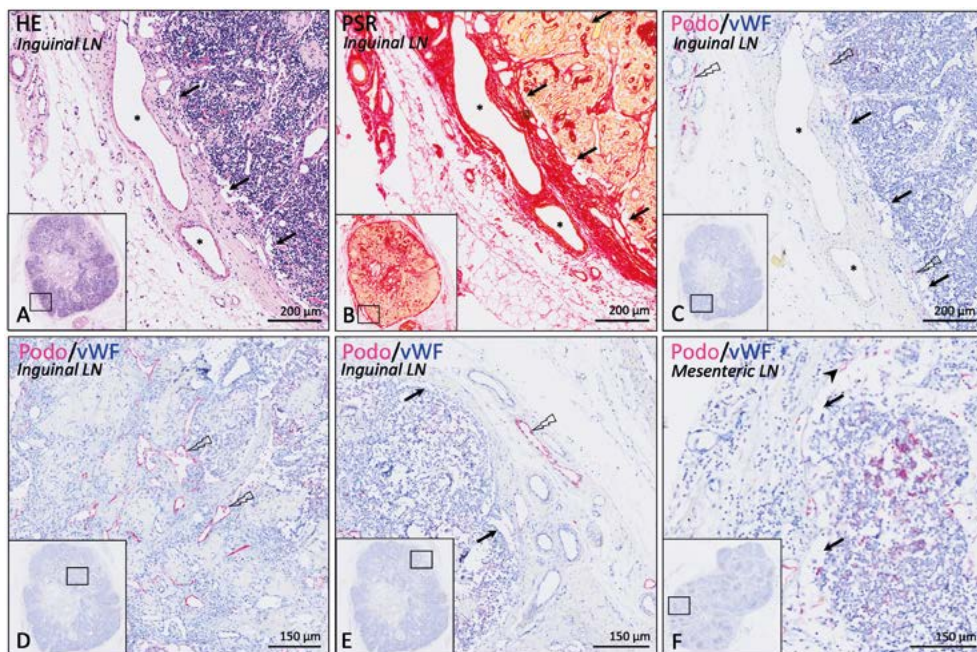 HE
Inguinal LN
A
200 µm
PSR
Inguinal LN
B
200 µm
Podo/vWF
Inguinal LN
C
200 µm
Podo/vWF
Inguinal LN
D
150 µm
Podo/vWF
Inguinal LN
E
150 µm
Podo/vWF
Mesenteric LN
F
150 µm